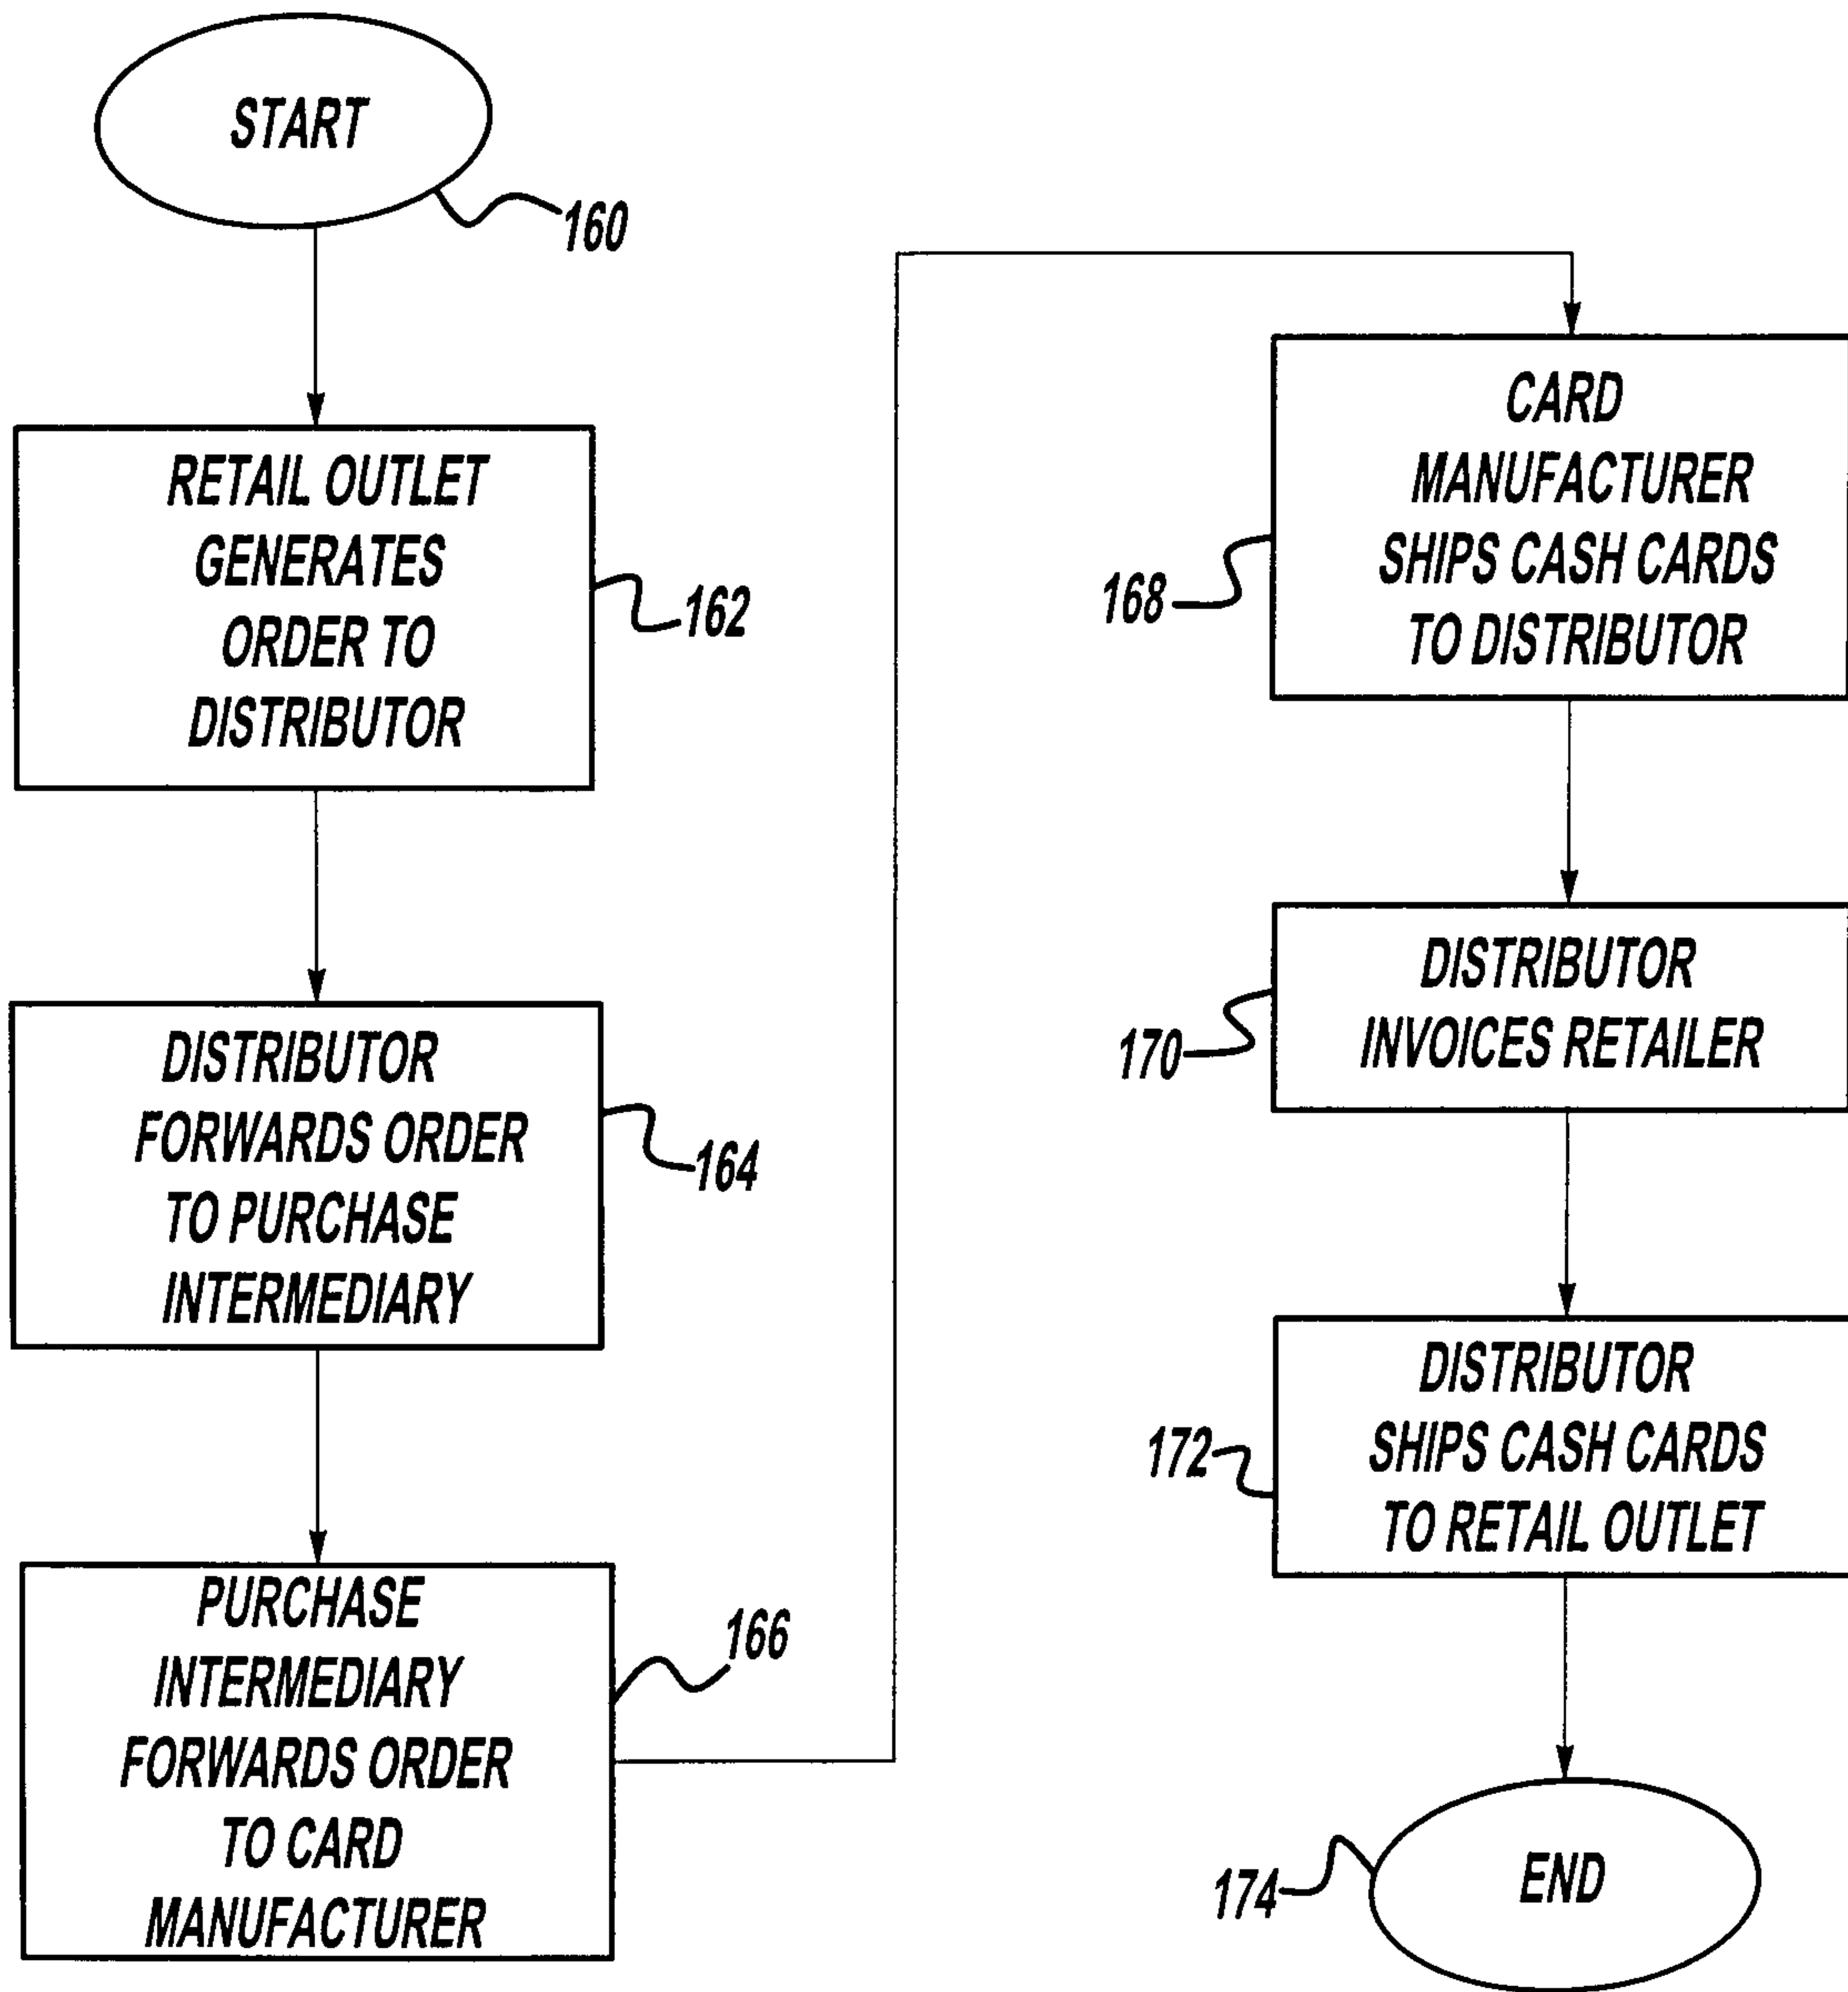 START
160
RETAIL OUTLET
GENERATES
ORDER TO
DISTRIBUTOR
162
DISTRIBUTOR
FORWARDS ORDER
TO PURCHASE
INTERMEDIARY
164
PURCHASE
INTERMEDIARY
FORWARDS ORDER
TO CARD
MANUFACTURER
166
CARD
MANUFACTURER
SHIPS CASH CARDS
TO DISTRIBUTOR
168
DISTRIBUTOR
INVOICES RETAILER
170
DISTRIBUTOR
SHIPS CASH CARDS
TO RETAIL OUTLET
172
END
174